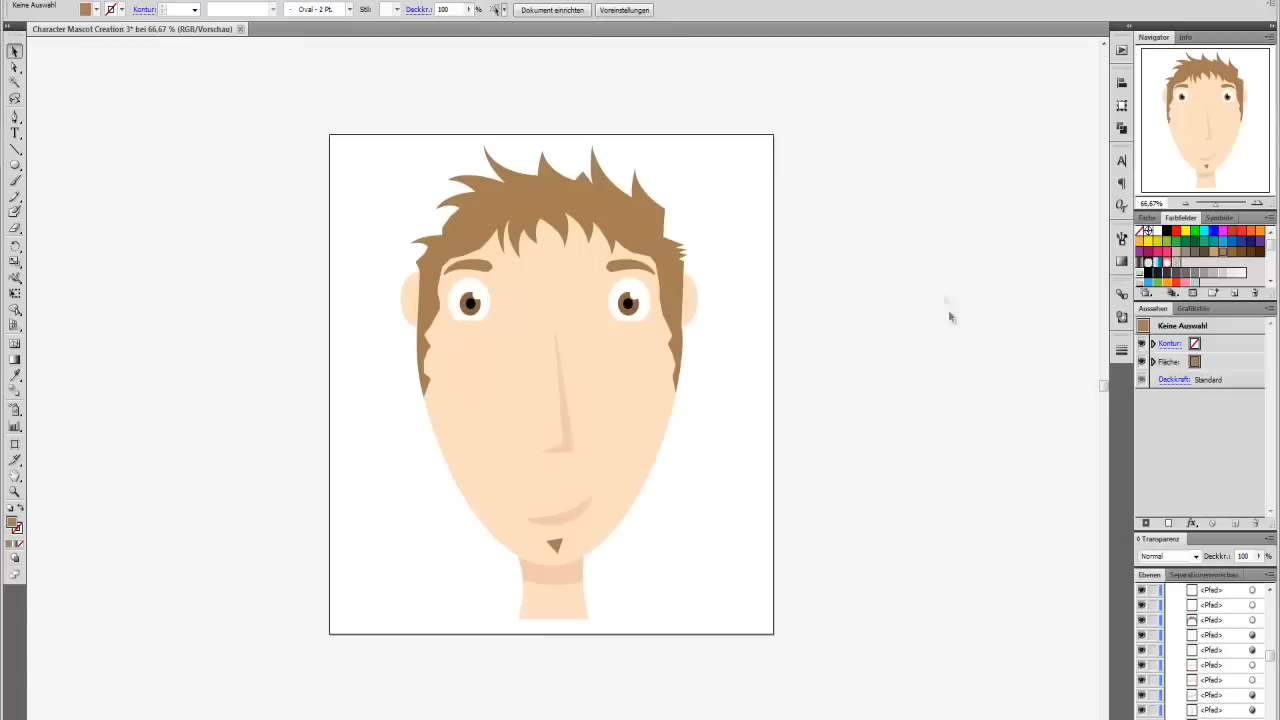 Keine Auswahl
Kontur:
Oval - 2 Pt.
Stil:
Deckkr.: 100 %
Dokument einrichten
Voreinstellungen
Character Mascot Creation 3* bei 66,67 % (RGB/Vorschau)
Navigator Info
66,67%
Farbe Farbfelder Symbole
Aussehen Grafikstile
Keine Auswahl
Kontur:
Fläche:
Deckkraft: Standard
Transparenz
Normal Deckkr.: 100 %
Ebenen Separationenvorschau
<Pfad>
<Pfad>
<Pfad>
<Pfad>
<Pfad>
<Pfad>
<Pfad>
<Pfad>
<Pfad>